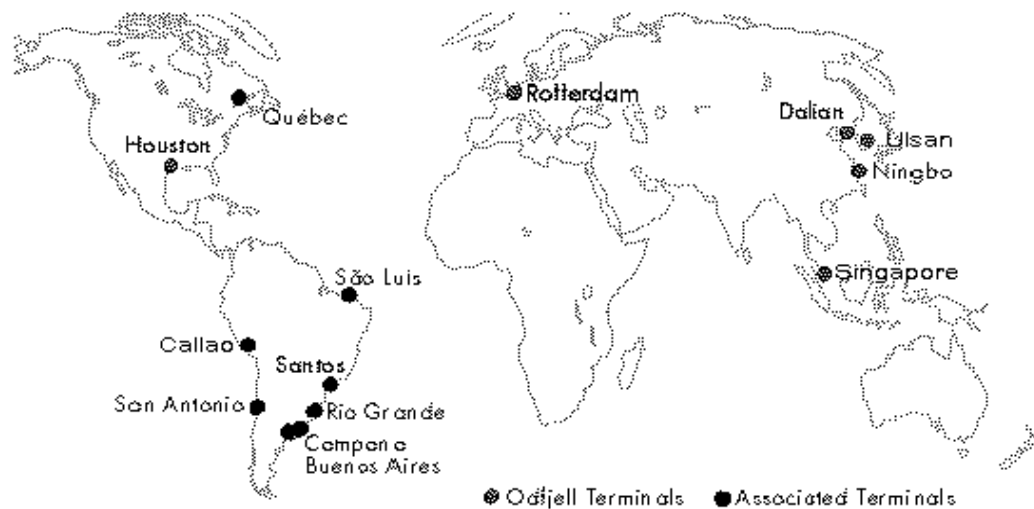 Rotterdam
Québec
Dalian
Ulsan
Houston
Ningbo
Singapore
São Luis
Callao
Santos
San Antonio
Rio Grande
Campana
Buenos Aires
Odfjell Terminals
Associated Terminals